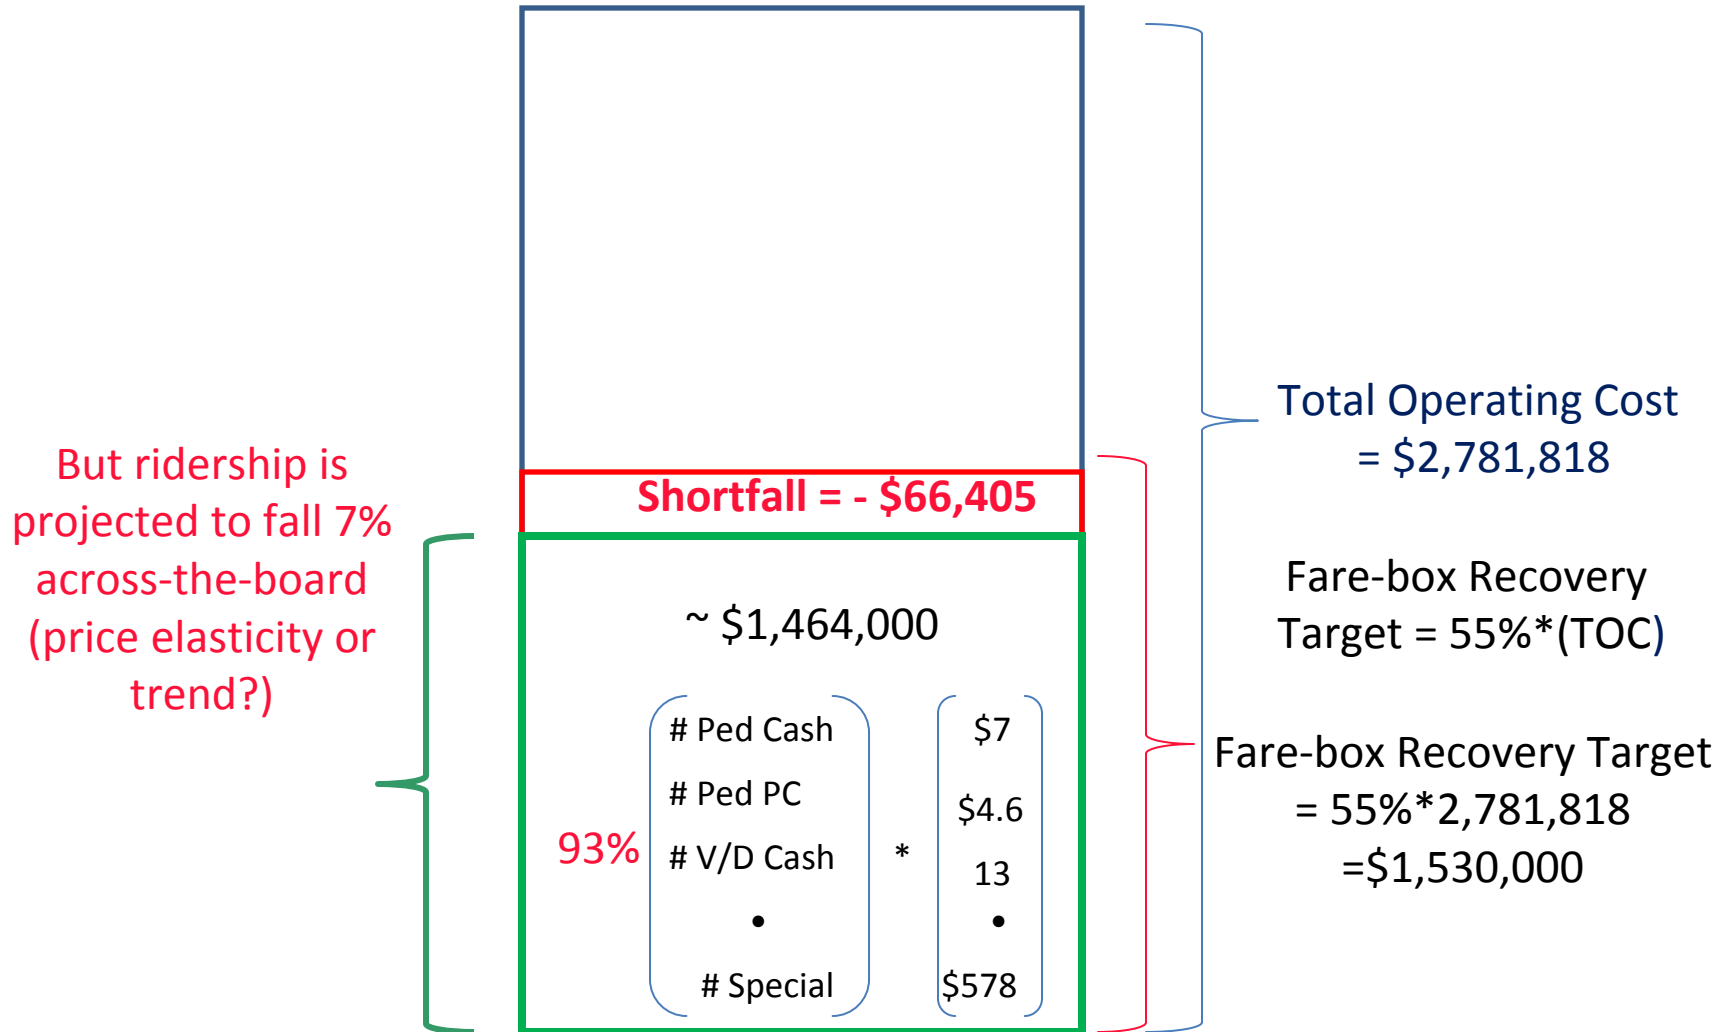 But ridership is
projected to fall 7%
across-the-board
(price elasticity or
trend?)
Shortfall = - $66,405
~ $1,464,000
93%
# Ped Cash
# Ped PC
# V/D Cash
•
# Special
*
$7
$4.6
13
•
$578
Total Operating Cost
= $2,781,818
Fare-box Recovery
Target = 55%*(TOC)
Fare-box Recovery Target
= 55%*2,781,818
=$1,530,000